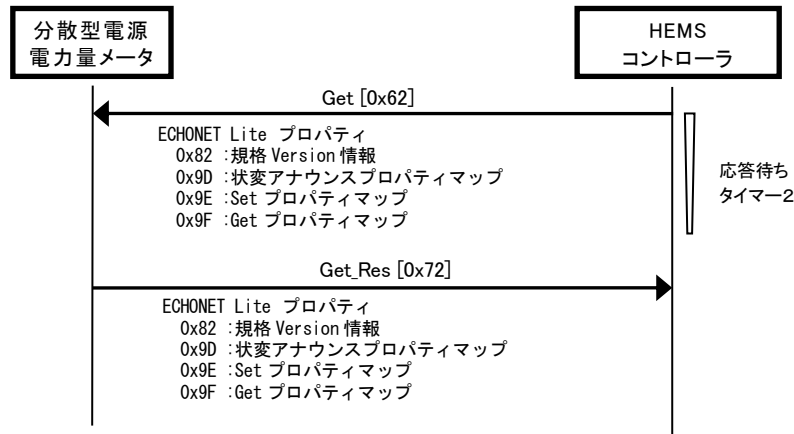 分散型電源
電力量メータ
HEMS
コントローラ
Get [0x62]
ECHONET Lite プロパティ
0x82 :規格 Version 情報
0x9D :状変アナウンスプロパティマップ
0x9E :Set プロパティマップ
0x9F :Get プロパティマップ
応答待ち
タイマー2
Get_Res [0x72]
ECHONET Lite プロパティ
0x82 :規格 Version 情報
0x9D :状変アナウンスプロパティマップ
0x9E :Set プロパティマップ
0x9F :Get プロパティマップ